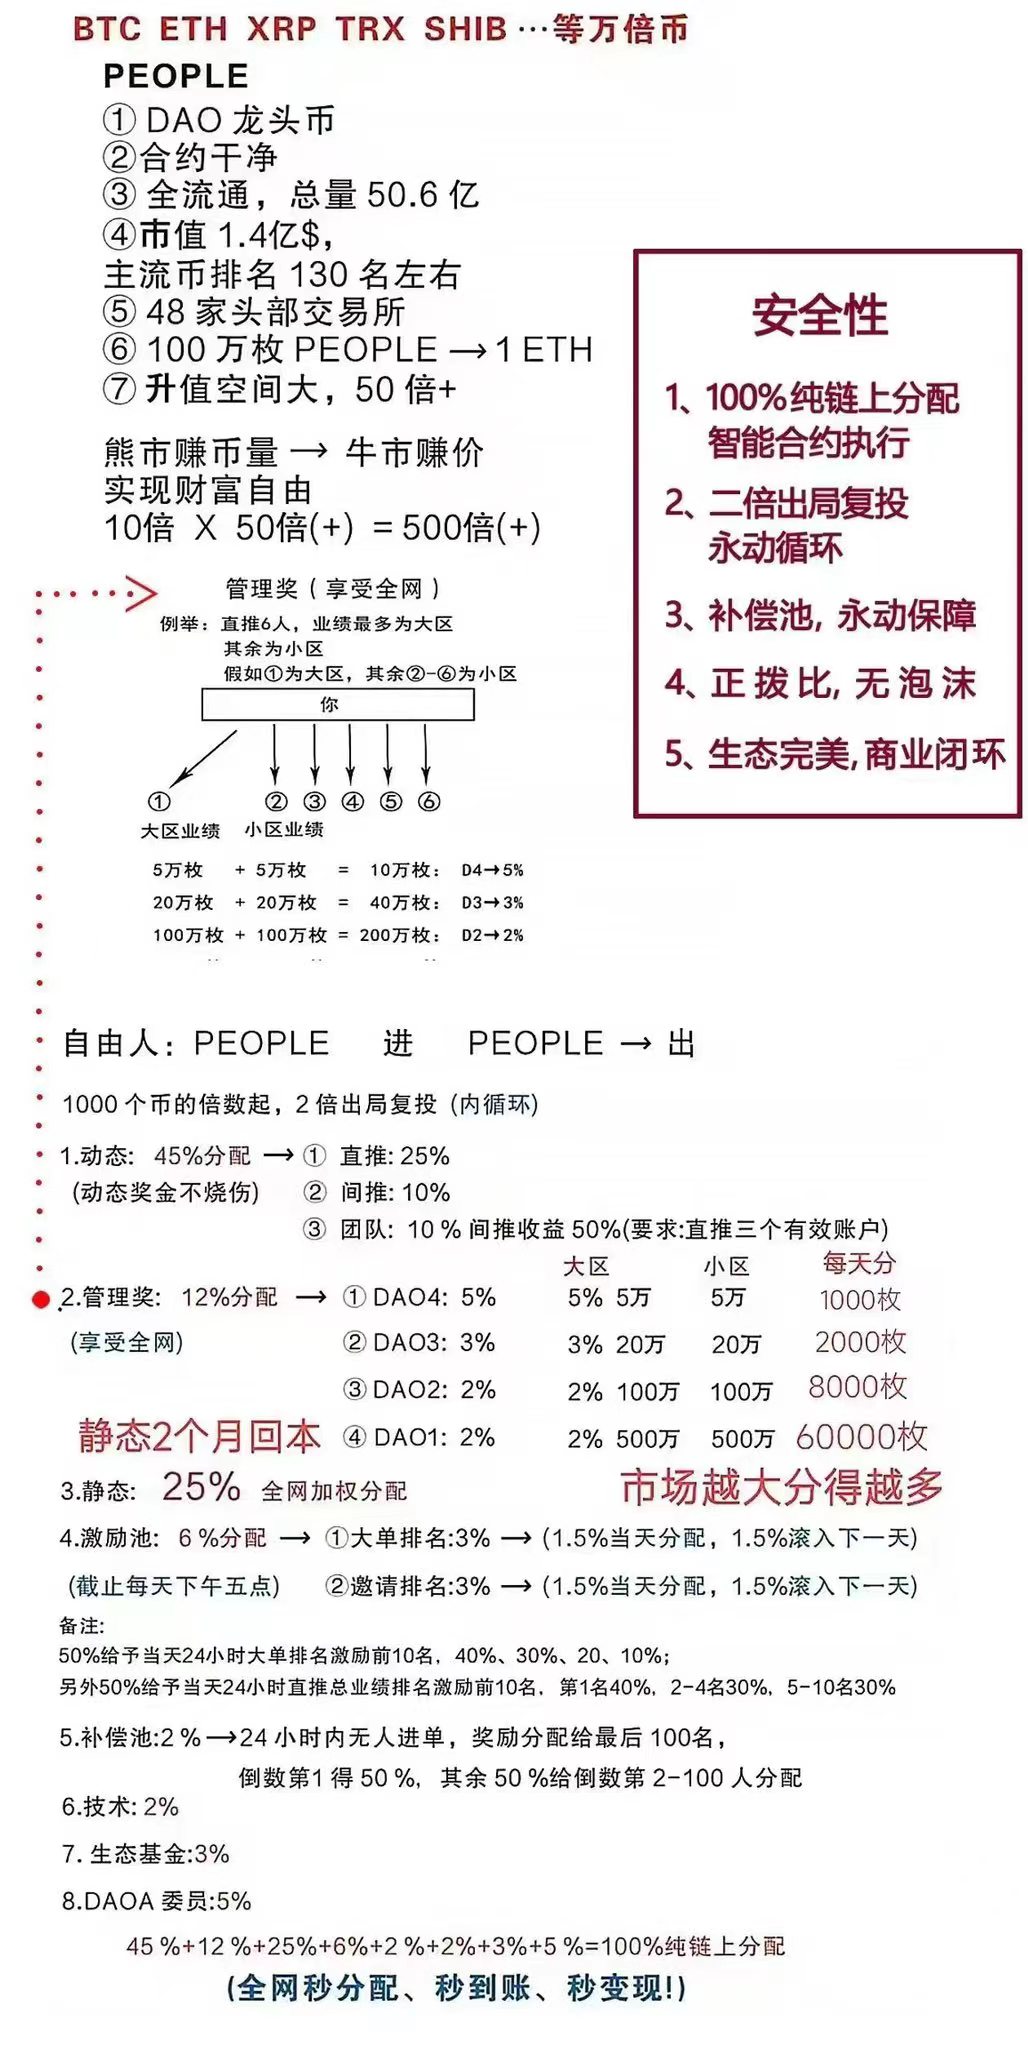 BTC ETH XRP TRX SHIB…等万倍币
PEOPLE
① DAO 龙头币
②合约干净
③ 全流通，总量 50.6 亿
④市值 1.4亿$，
主流币排名 130 名左右
⑤ 48 家头部交易所
⑥ 100 万枚 PEOPLE → 1 ETH
⑦ 升值空间大，50 倍+
熊市赚币量 → 牛市赚价
实现财富自由
10倍 X 50倍(+) = 500倍(+)
安全性
1、100%纯链上分配
智能合约执行
2、二倍出局复投
永动循环
3、补偿池，永动保障
4、正拨比，无泡沫
5、生态完美，商业闭环
管理奖（享受全网）
例举：直推6人，业绩最多为大区
其余为小区
假如①为大区，其余②-⑥为小区
你
① ② ③ ④ ⑤ ⑥
大区业绩 小区业绩
5万枚 + 5万枚 = 10万枚： D4→5%
20万枚 + 20万枚 = 40万枚： D3→3%
100万枚 + 100万枚 = 200万枚： D2→2%
自由人：PEOPLE 进 PEOPLE → 出
1000 个币的倍数起，2 倍出局复投 (内循环)
1.动态： 45%分配 → ① 直推: 25%
(动态奖金不烧伤) ② 间推: 10%
③ 团队: 10 % 间推收益 50%(要求:直推三个有效账户)
大区 小区 每天分
2.管理奖： 12%分配 → ① DAO4: 5% 5% 5万 5万 1000枚
(享受全网) ② DAO3: 3% 3% 20万 20万 2000枚
③ DAO2: 2% 2% 100万 100万 8000枚
静态2个月回本 ④ DAO1: 2% 2% 500万 500万 60000枚
3.静态： 25% 全网加权分配 市场越大分得越多
4.激励池：6 %分配 → ①大单排名:3% → (1.5%当天分配，1.5%滚入下一天)
(截止每天下午五点) ②邀请排名:3% → (1.5%当天分配，1.5%滚入下一天)
备注:
50%给予当天24小时大单排名激励前10名，40%、30%、20、10%；
另外50%给予当天24小时直推总业绩排名激励前10名，第1名40%，2-4名30%，5-10名30%
5.补偿池:2 %→24 小时内无人进单，奖励分配给最后 100名，
倒数第1 得 50 %，其余 50 %给倒数第 2-100 人分配
6.技术: 2%
7. 生态基金:3%
8.DAOA 委员:5%
45 %+12 %+25%+6%+2 %+2%+3%+5 %=100%纯链上分配
(全网秒分配、秒到账、秒变现!)